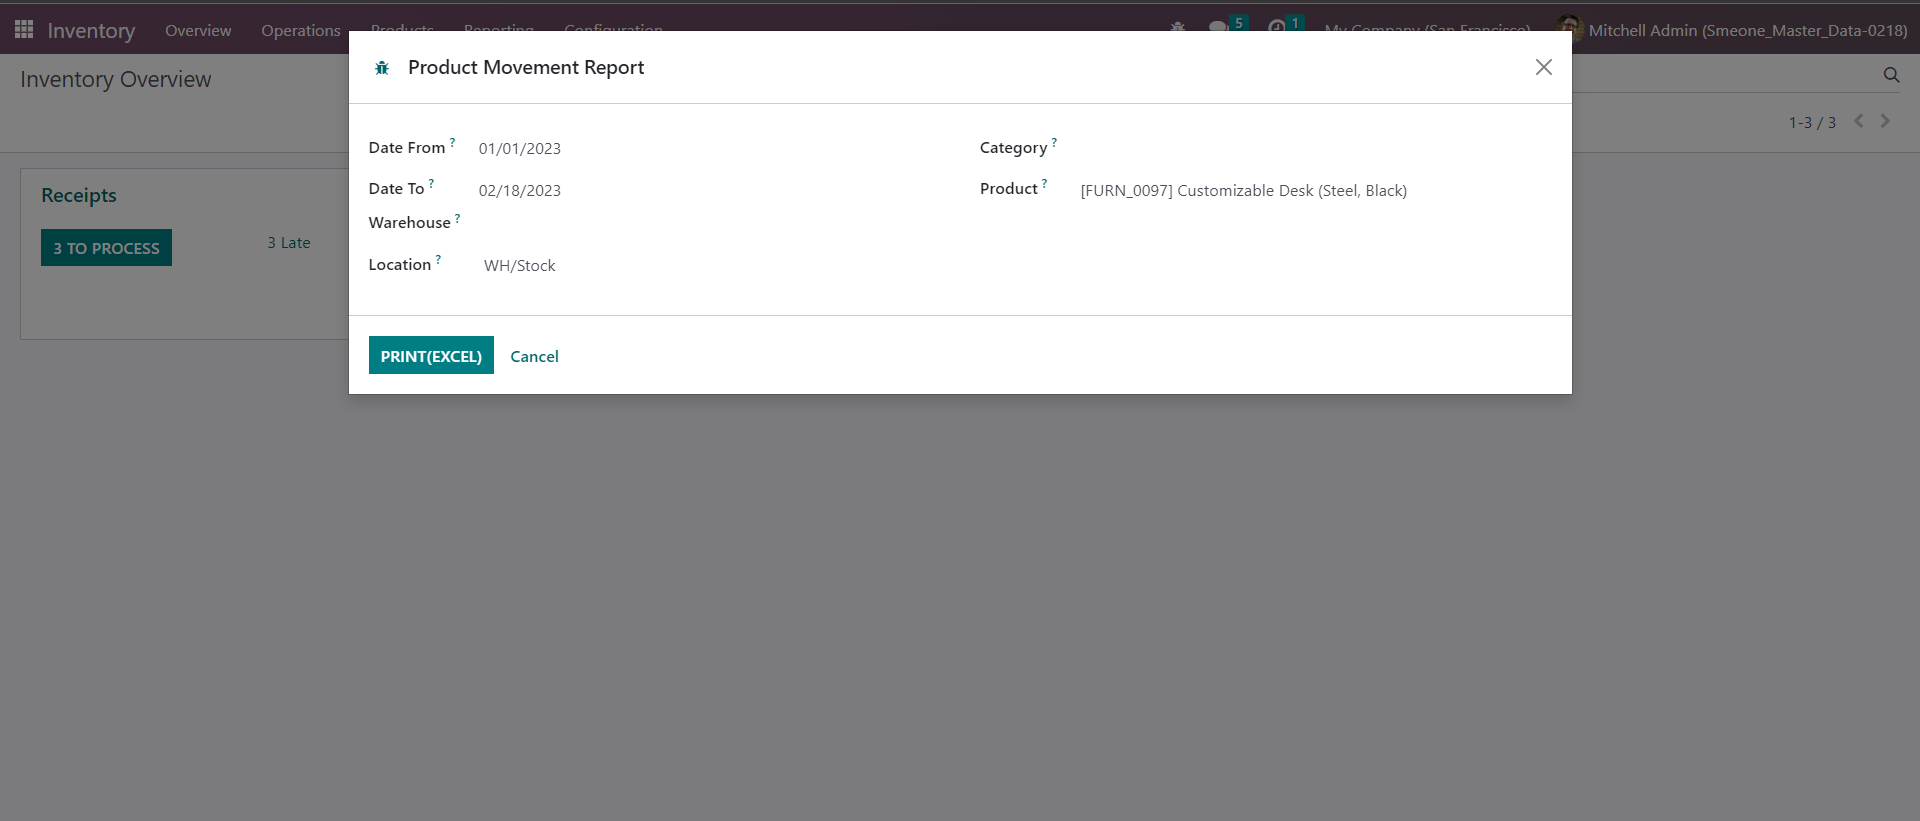 Inventory Overview Operations Products Reporting Configuration 5 1 My Company (San Francisco) Mitchell Admin (Smeone_Master_Data-0218)
Inventory Overview
1-3 / 3
Receipts
3 TO PROCESS
3 Late
Product Movement Report
Date From ? 01/01/2023
Date To ? 02/18/2023
Warehouse ?
Location ? WH/Stock
Category ?
Product ? [FURN_0097] Customizable Desk (Steel, Black)
PRINT(EXCEL) Cancel